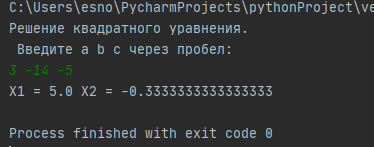 C:\Users\esno\PycharmProjects\pythonProject\ve
Решение квадратного уравнения.
Введите a b c через пробел:
3 -14 -5
X1 = 5.0 X2 = -0.3333333333333333
Process finished with exit code 0